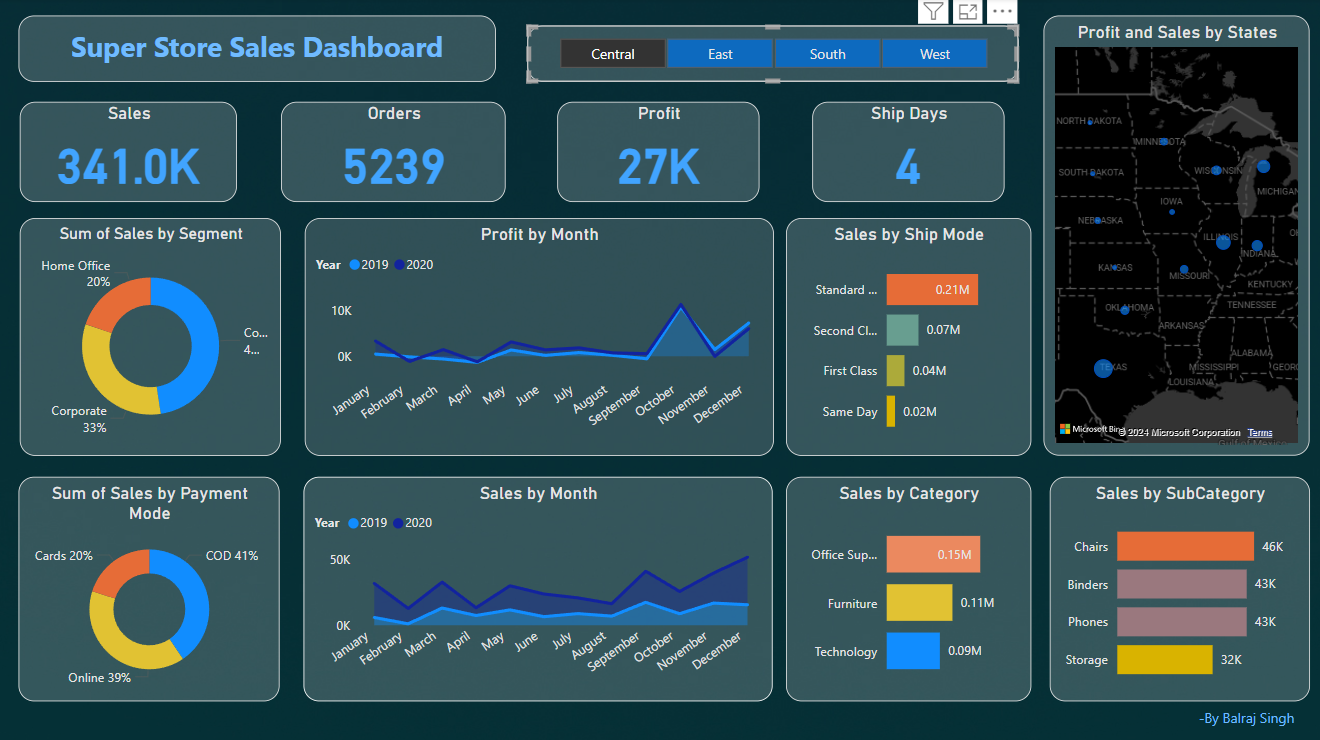 Super Store Sales Dashboard
Central East South West
Profit and Sales by States
Sales
341.0K
Orders
5239
Profit
27K
Ship Days
4
NORTH DAKOTA
MINNESOTA
SOUTH DAKOTA
WISCONSIN
MICHIGAN
IOWA
NEBRASKA
ILLINOIS
INDIANA
KANSAS
MISSOURI
KENTUCKY
TENNESSEE
OKLAHOMA
ARKANSAS
ALABAMA
TEXAS
MISSISSIPPI
GEORG
LOUISIANA
Microsoft Bing
© 2024 Microsoft Corporation Terms
Sum of Sales by Segment
Home Office
20%
Co...
4...
Corporate
33%
Profit by Month
Year 2019 2020
10K
0K
January
February
March
April
May
June
July
August
September
October
November
December
Sales by Ship Mode
Standard ... 0.21M
Second Cl... 0.07M
First Class 0.04M
Same Day 0.02M
Sum of Sales by Payment
Mode
Cards 20%
COD 41%
Online 39%
Sales by Month
Year 2019 2020
50K
0K
January
February
March
April
May
June
July
August
September
October
November
December
Sales by Category
Office Sup... 0.15M
Furniture 0.11M
Technology 0.09M
Sales by SubCategory
Chairs 46K
Binders 43K
Phones 43K
Storage 32K
-By Balraj Singh